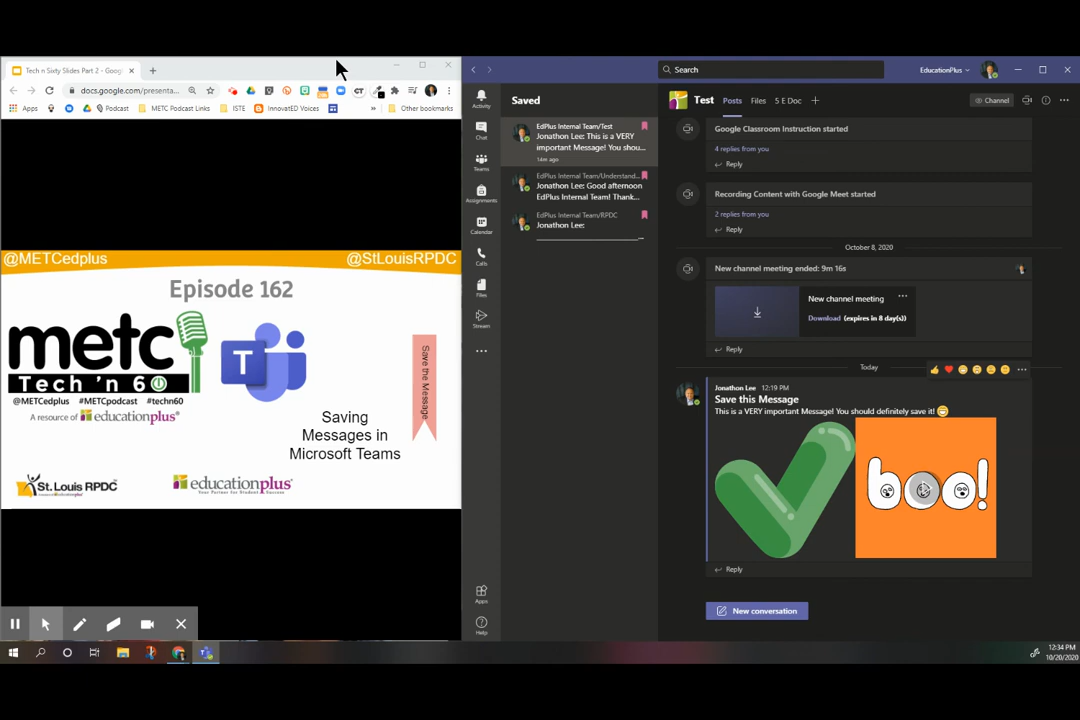 Tech n Sixty Slides Part 2 - Goog
docs.google.com/presenta...
Apps
Podcast
METC Podcast Links
ISTE
InnovatED Voices
»
Other bookmarks
@METCedplus
@StLouisRPDC
Episode 162
metc
Tech 'n 60
@METCedplus #METCpodcast #techn60
A resource of educationplus
T
Save the Message
Saving
Messages in
Microsoft Teams
St. Louis RPDC
educationplus
Your Partner for Student Success
Search
EducationPlus
Activity
Chat
Teams
Assignments
Calendar
Calls
Files
Stream
Apps
Help
Saved
EdPlus Internal Team/Test
Jonathon Lee: This is a VERY
important Message! You shou...
14m ago
EdPlus Internal Team/Understand...
Jonathon Lee: Good afternoon
EdPlus Internal Team! Thank...
EdPlus Internal Team/RPDC
Jonathon Lee:
Test
Posts
Files
5 E Doc
Channel
Google Classroom Instruction started
4 replies from you
Reply
Recording Content with Google Meet started
2 replies from you
Reply
October 8, 2020
New channel meeting ended: 9m 16s
New channel meeting
Download (expires in 8 day(s))
Reply
Today
Jonathon Lee 12:19 PM
Save this Message
This is a VERY important Message! You should definitely save it!
boo!
Reply
New conversation
12:34 PM
10/20/2020